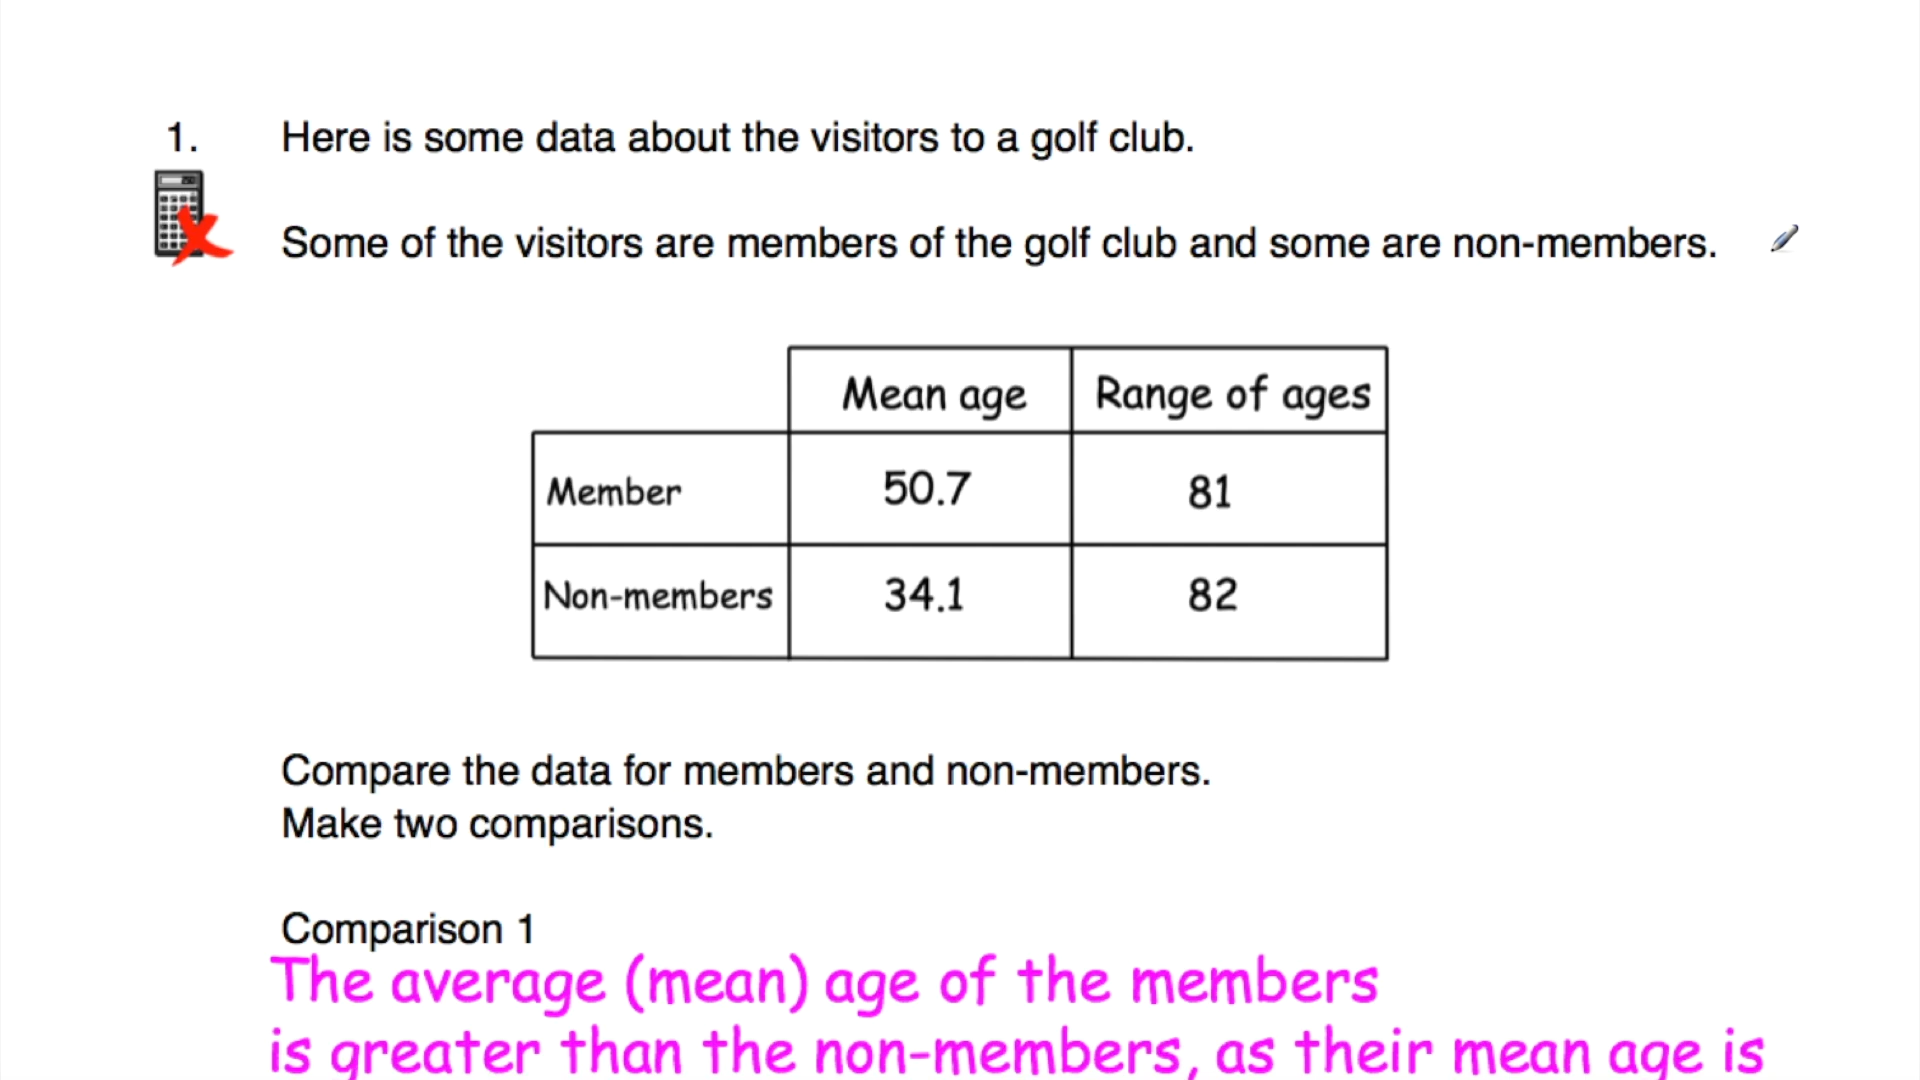 1. Here is some data about the visitors to a golf club.
Some of the visitors are members of the golf club and some are non-members.
Mean age Range of ages
Member 50.7 81
Non-members 34.1 82
Compare the data for members and non-members.
Make two comparisons.
Comparison 1
The average (mean) age of the members
is greater than the non-members, as their mean age is